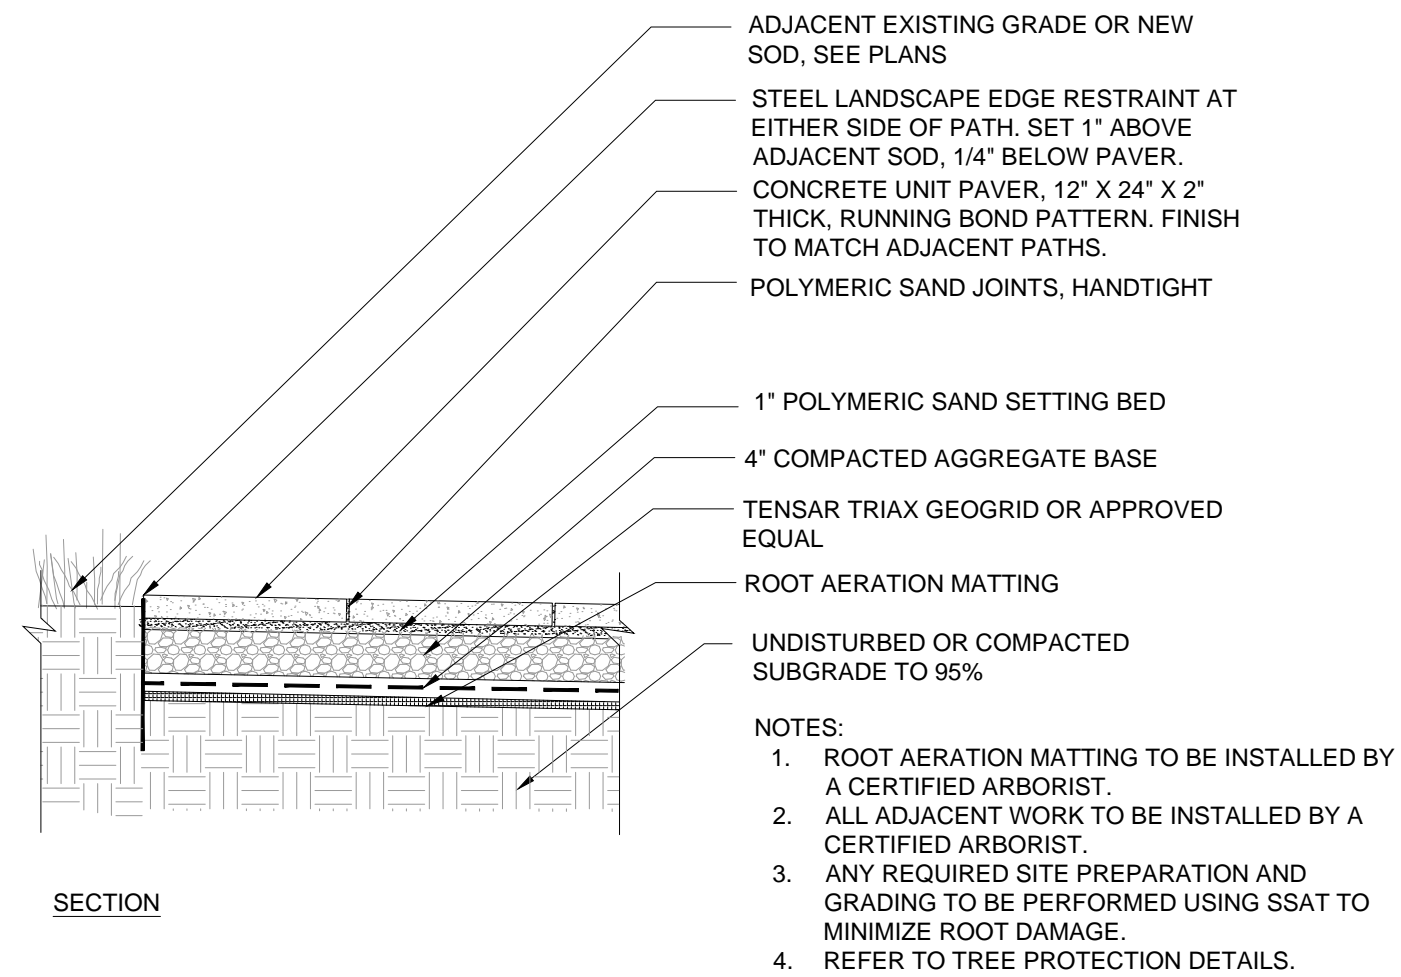 ADJACENT EXISTING GRADE OR NEW
SOD, SEE PLANS
STEEL LANDSCAPE EDGE RESTRAINT AT
EITHER SIDE OF PATH. SET 1" ABOVE
ADJACENT SOD, 1/4" BELOW PAVER.
CONCRETE UNIT PAVER, 12" X 24" X 2"
THICK, RUNNING BOND PATTERN. FINISH
TO MATCH ADJACENT PATHS.
POLYMERIC SAND JOINTS, HANDTIGHT
1" POLYMERIC SAND SETTING BED
4" COMPACTED AGGREGATE BASE
TENSAR TRIAX GEOGRID OR APPROVED
EQUAL
ROOT AERATION MATTING
UNDISTURBED OR COMPACTED
SUBGRADE TO 95%
NOTES:
1. ROOT AERATION MATTING TO BE INSTALLED BY
A CERTIFIED ARBORIST.
2. ALL ADJACENT WORK TO BE INSTALLED BY A
CERTIFIED ARBORIST.
3. ANY REQUIRED SITE PREPARATION AND
GRADING TO BE PERFORMED USING SSAT TO
MINIMIZE ROOT DAMAGE.
4. REFER TO TREE PROTECTION DETAILS.
SECTION